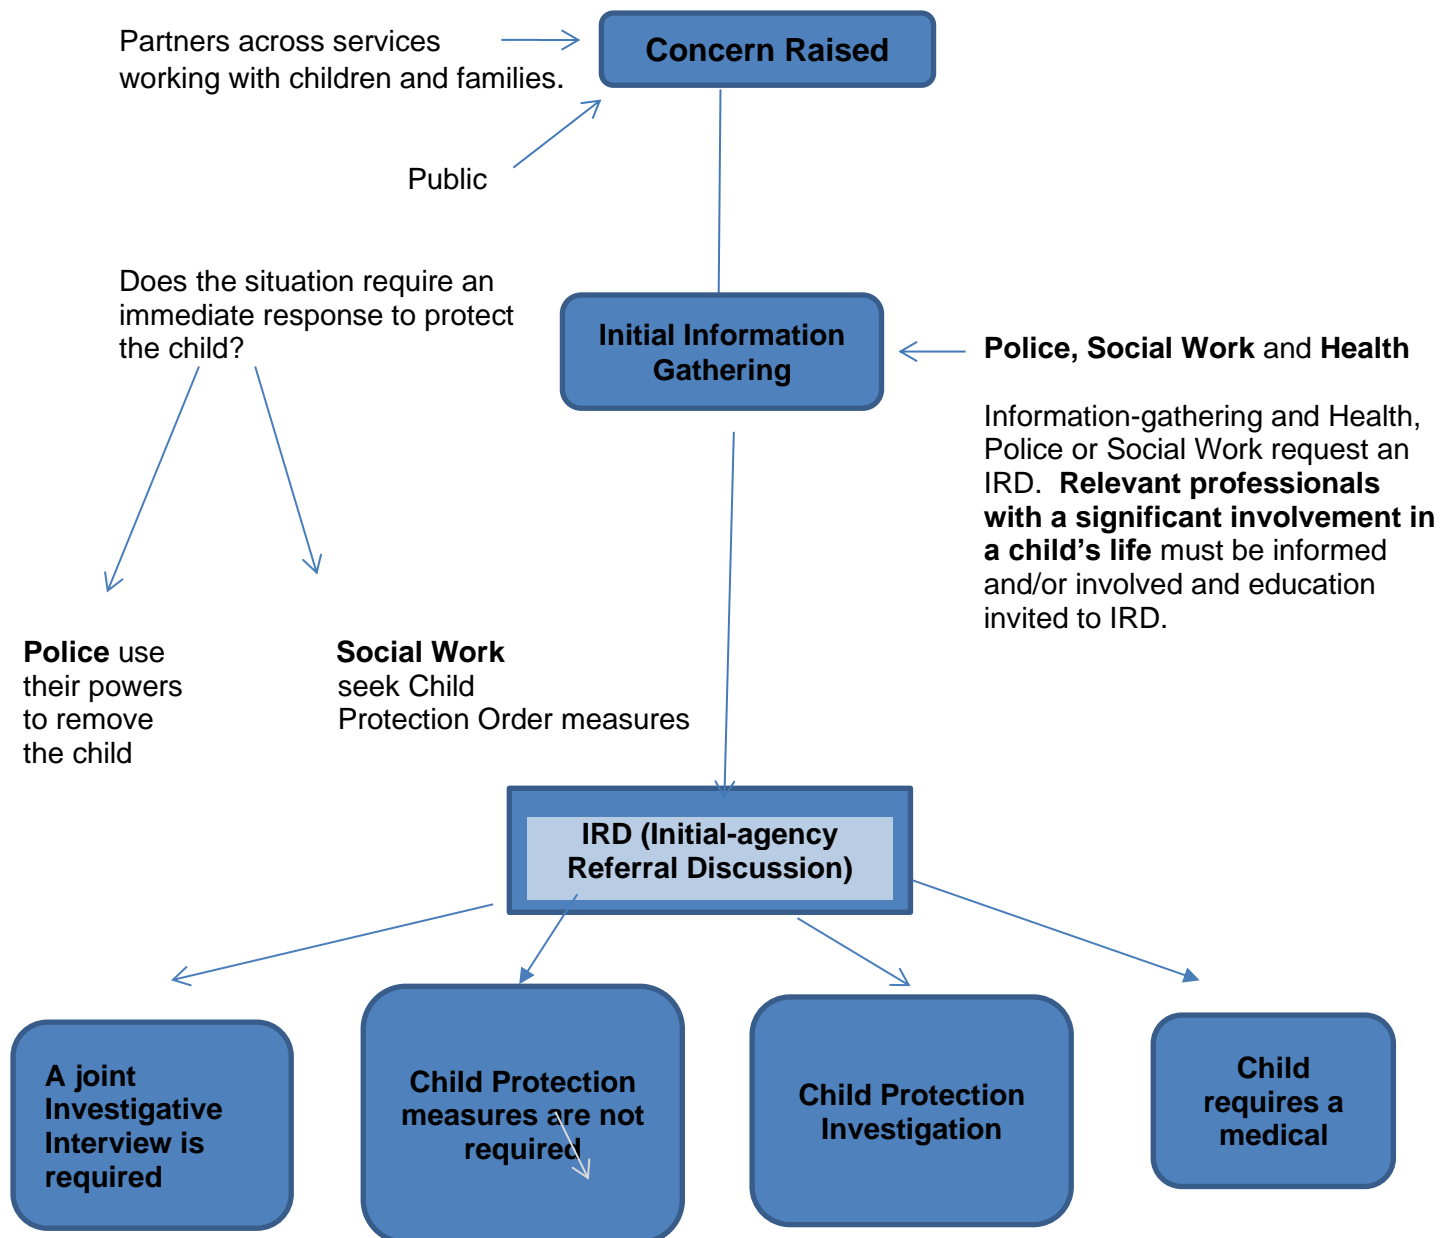 Partners across services
working with children and families.
Concern Raised
Public
Does the situation require an
immediate response to protect
the child?
Initial Information
Gathering
Police, Social Work and Health
Information-gathering and Health,
Police or Social Work request an
IRD.  Relevant professionals
with a significant involvement in
a child’s life must be informed
and/or involved and education
invited to IRD.
Police use
their powers
to remove
the child
Social Work
seek Child
Protection Order measures
IRD (Initial-agency
Referral Discussion)
A joint
Investigative
Interview is
required
Child Protection
measures are not
required
Child Protection
Investigation
Child
requires a
medical